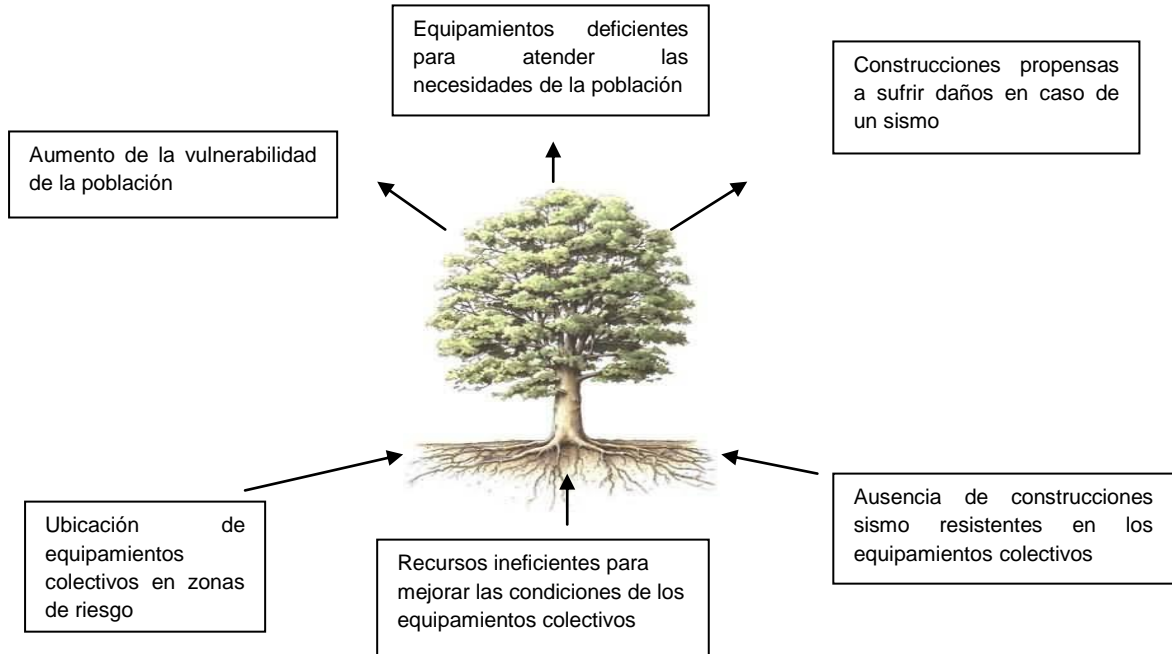 Equipamientos deficientes
para atender las
necesidades de la población
Construcciones propensas
a sufrir daños en caso de
un sismo
Aumento de la vulnerabilidad
de la población
Ubicación de
equipamientos
colectivos en zonas
de riesgo
Recursos ineficientes para
mejorar las condiciones de los
equipamientos colectivos
Ausencia de construcciones
sismo resistentes en los
equipamientos colectivos